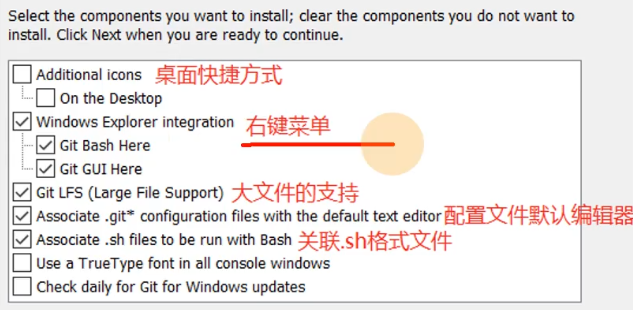 Select the components you want to install; clear the components you do not want to
install. Click Next when you are ready to continue.
Additional icons 桌面快捷方式
On the Desktop
Windows Explorer integration 右键菜单
Git Bash Here
Git GUI Here
Git LFS (Large File Support) 大文件的支持
Associate .git* configuration files with the default text editor 配置文件默认编辑器
Associate .sh files to be run with Bash 关联.sh格式文件
Use a TrueType font in all console windows
Check daily for Git for Windows updates